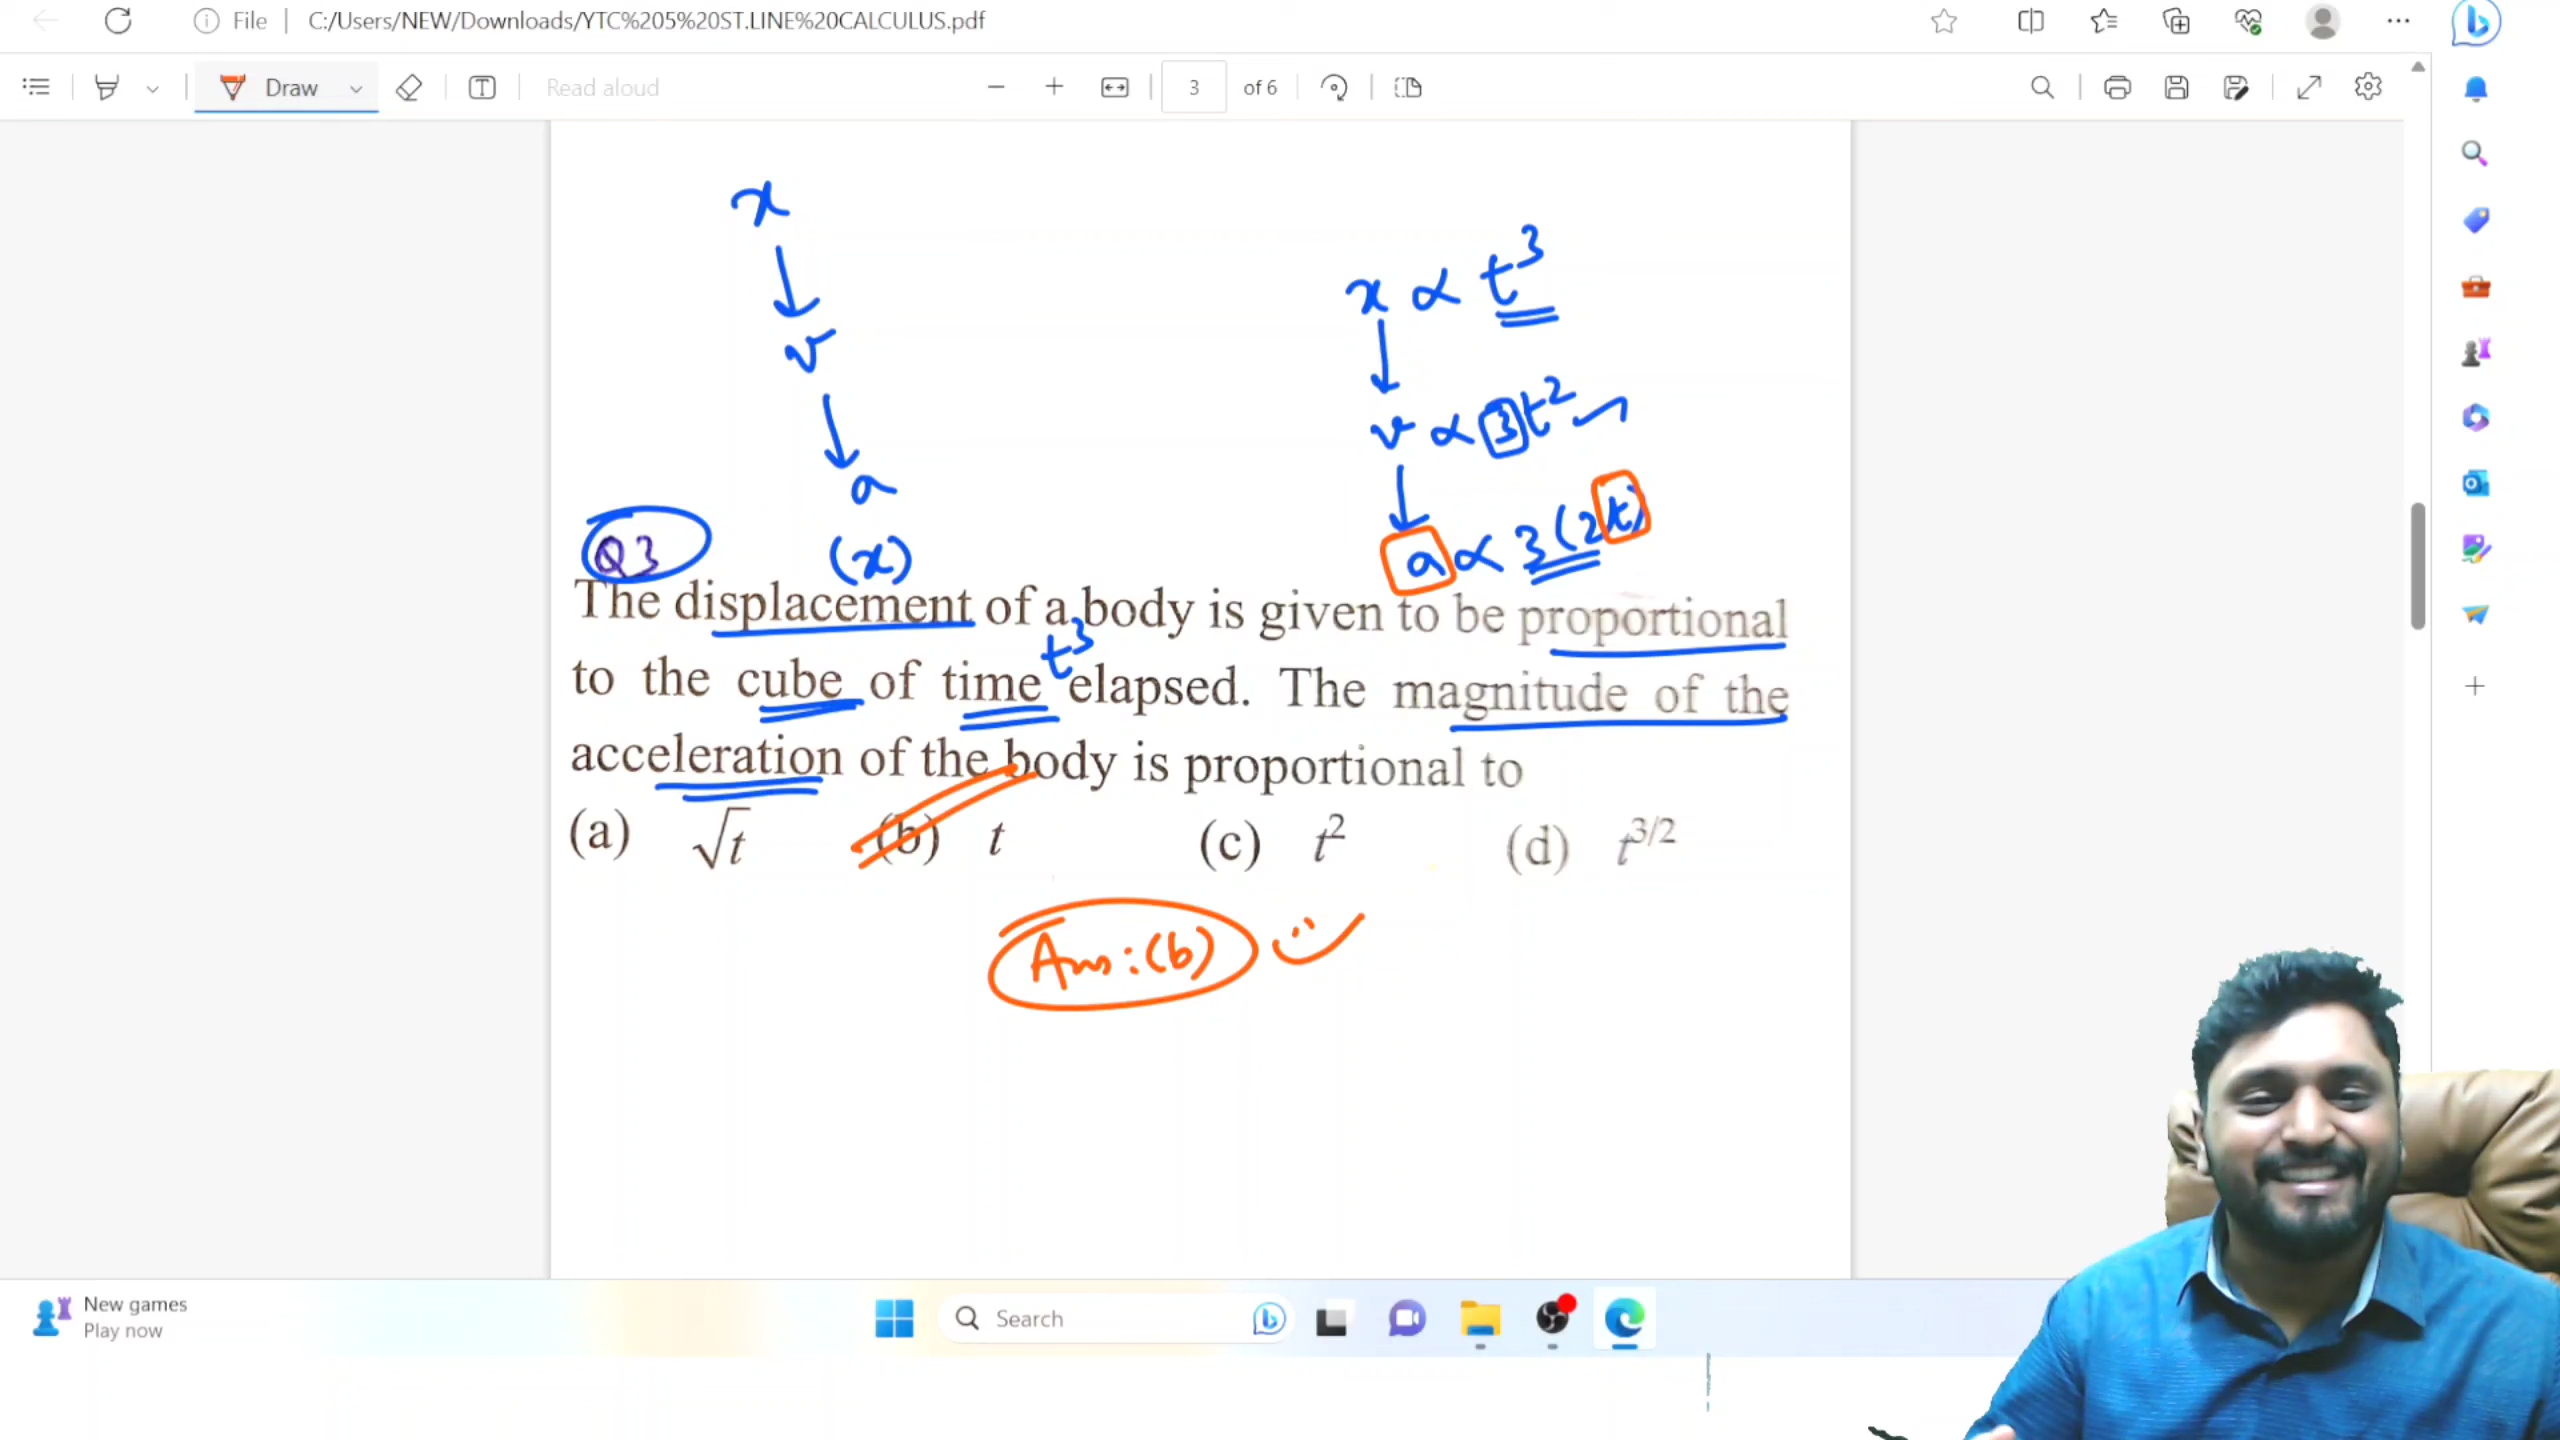 File | C:/Users/NEW/Downloads/YTC%205%20ST.LINE%20CALCULUS.pdf
Draw
Read aloud
3 of 6
x
v
a
x ∝ t³
v ∝ 3t²
a ∝ 3(2t)
Q3
(x)
The displacement of a body is given to be proportional
t³
to the cube of time elapsed. The magnitude of the
acceleration of the body is proportional to
(a) √t (b) t (c) t² (d) t^3/2
Ans:(b)
New games
Play now
Search